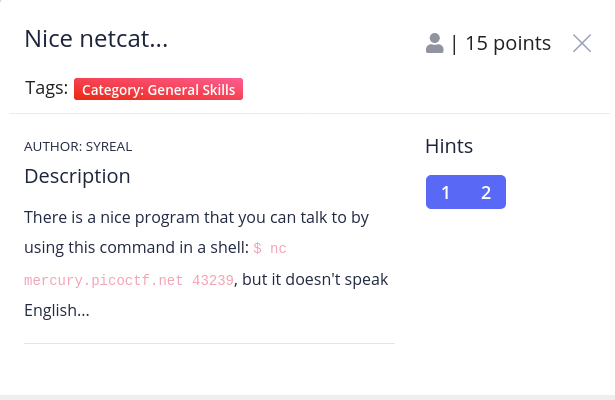 Nice netcat...
| 15 points
Tags: Category: General Skills
AUTHOR: SYREAL
Description
There is a nice program that you can talk to by
using this command in a shell: $ nc
mercury.picoctf.net 43239, but it doesn't speak
English...
Hints
1 2